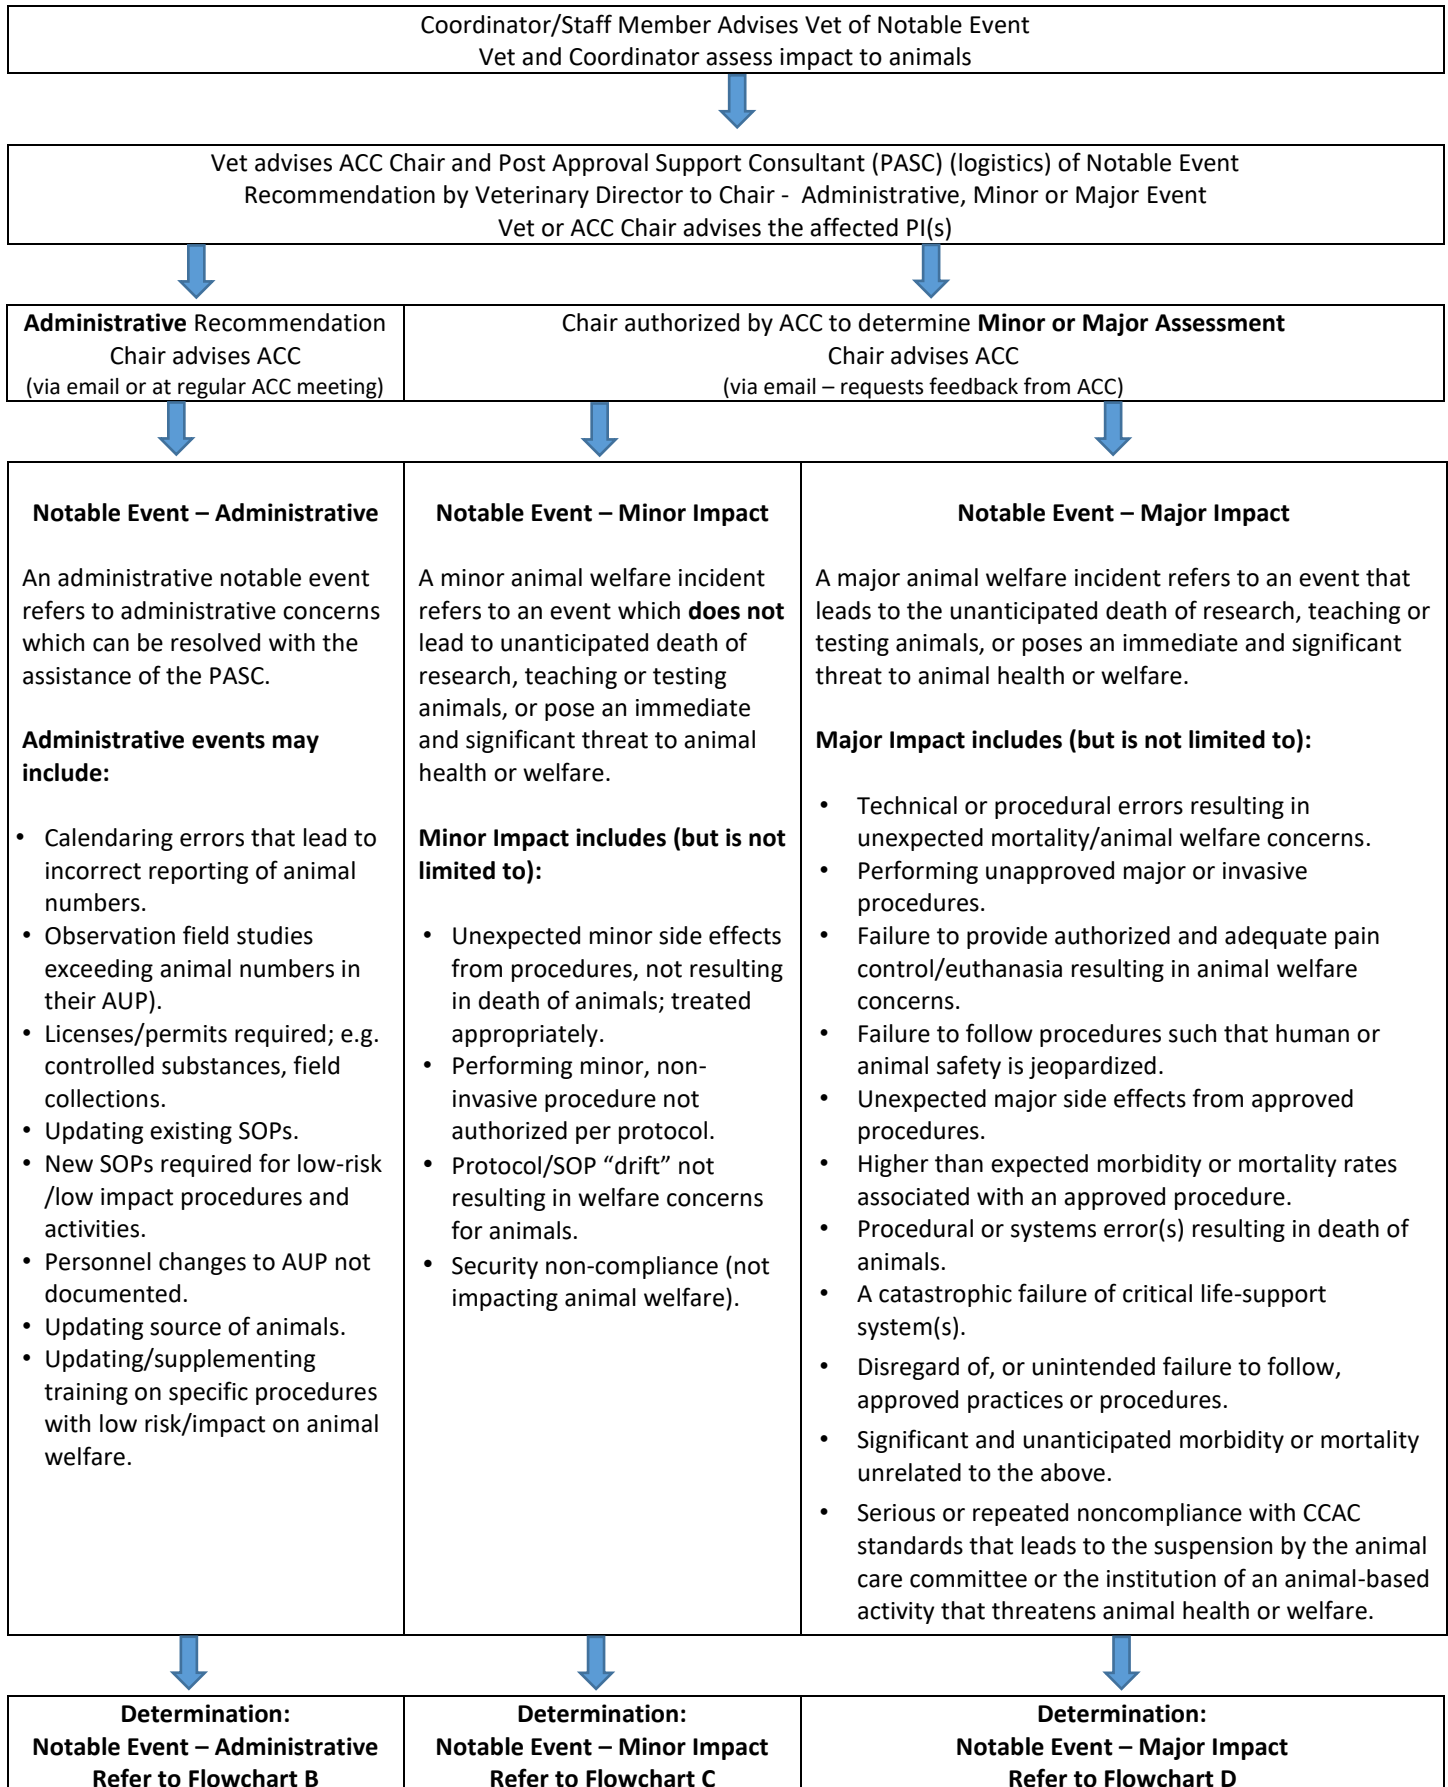 Coordinator/Staff Member Advises Vet of Notable Event
Vet and Coordinator assess impact to animals
Vet advises ACC Chair and Post Approval Support Consultant (PASC) (logistics) of Notable Event
Recommendation by Veterinary Director to Chair - Administrative, Minor or Major Event
Vet or ACC Chair advises the affected PI(s)
Administrative Recommendation
Chair advises ACC
(via email or at regular ACC meeting)
Chair authorized by ACC to determine Minor or Major Assessment
Chair advises ACC
(via email – requests feedback from ACC)
Notable Event – Administrative
An administrative notable event
refers to administrative concerns
which can be resolved with the
assistance of the PASC.
Administrative events may
include:
• Calendaring errors that lead to
incorrect reporting of animal
numbers.
• Observation field studies
exceeding animal numbers in
their AUP).
• Licenses/permits required; e.g.
controlled substances, field
collections.
• Updating existing SOPs.
• New SOPs required for low-risk
/low impact procedures and
activities.
• Personnel changes to AUP not
documented.
• Updating source of animals.
• Updating/supplementing
training on specific procedures
with low risk/impact on animal
welfare.
Notable Event – Minor Impact
A minor animal welfare incident
refers to an event which does not
lead to unanticipated death of
research, teaching or testing
animals, or pose an immediate
and significant threat to animal
health or welfare.
Minor Impact includes (but is not
limited to):
• Unexpected minor side effects
from procedures, not resulting
in death of animals; treated
appropriately.
• Performing minor, non-
invasive procedure not
authorized per protocol.
• Protocol/SOP “drift” not
resulting in welfare concerns
for animals.
• Security non-compliance (not
impacting animal welfare).
Notable Event – Major Impact
A major animal welfare incident refers to an event that
leads to the unanticipated death of research, teaching or
testing animals, or poses an immediate and significant
threat to animal health or welfare.
Major Impact includes (but is not limited to):
• Technical or procedural errors resulting in
unexpected mortality/animal welfare concerns.
• Performing unapproved major or invasive
procedures.
• Failure to provide authorized and adequate pain
control/euthanasia resulting in animal welfare
concerns.
• Failure to follow procedures such that human or
animal safety is jeopardized.
• Unexpected major side effects from approved
procedures.
• Higher than expected morbidity or mortality rates
associated with an approved procedure.
• Procedural or systems error(s) resulting in death of
animals.
• A catastrophic failure of critical life-support
system(s).
• Disregard of, or unintended failure to follow,
approved practices or procedures.
• Significant and unanticipated morbidity or mortality
unrelated to the above.
• Serious or repeated noncompliance with CCAC
standards that leads to the suspension by the animal
care committee or the institution of an animal-based
activity that threatens animal health or welfare.
Determination:
Notable Event – Administrative
Refer to Flowchart B
Determination:
Notable Event – Minor Impact
Refer to Flowchart C
Determination:
Notable Event – Major Impact
Refer to Flowchart D